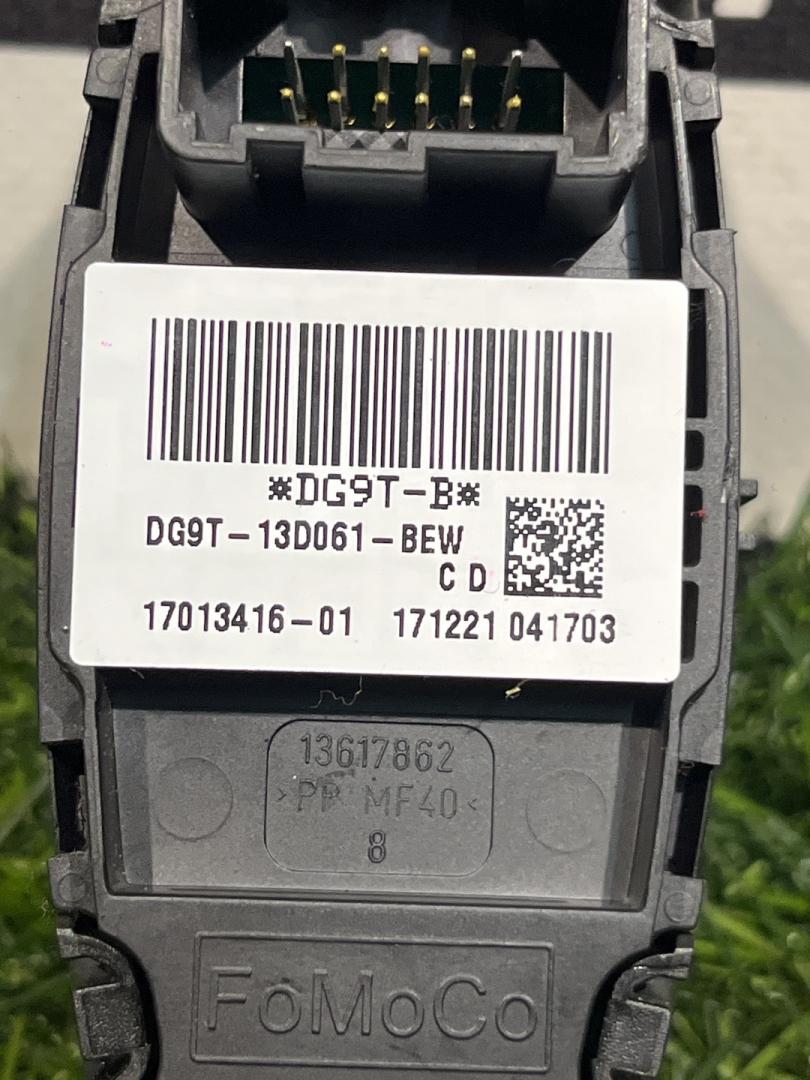 *DG9T-B*
DG9T-13D061-BEW
C D
17013416-01 171221 041703
13617862
>PP MF40<
8
FoMoCo